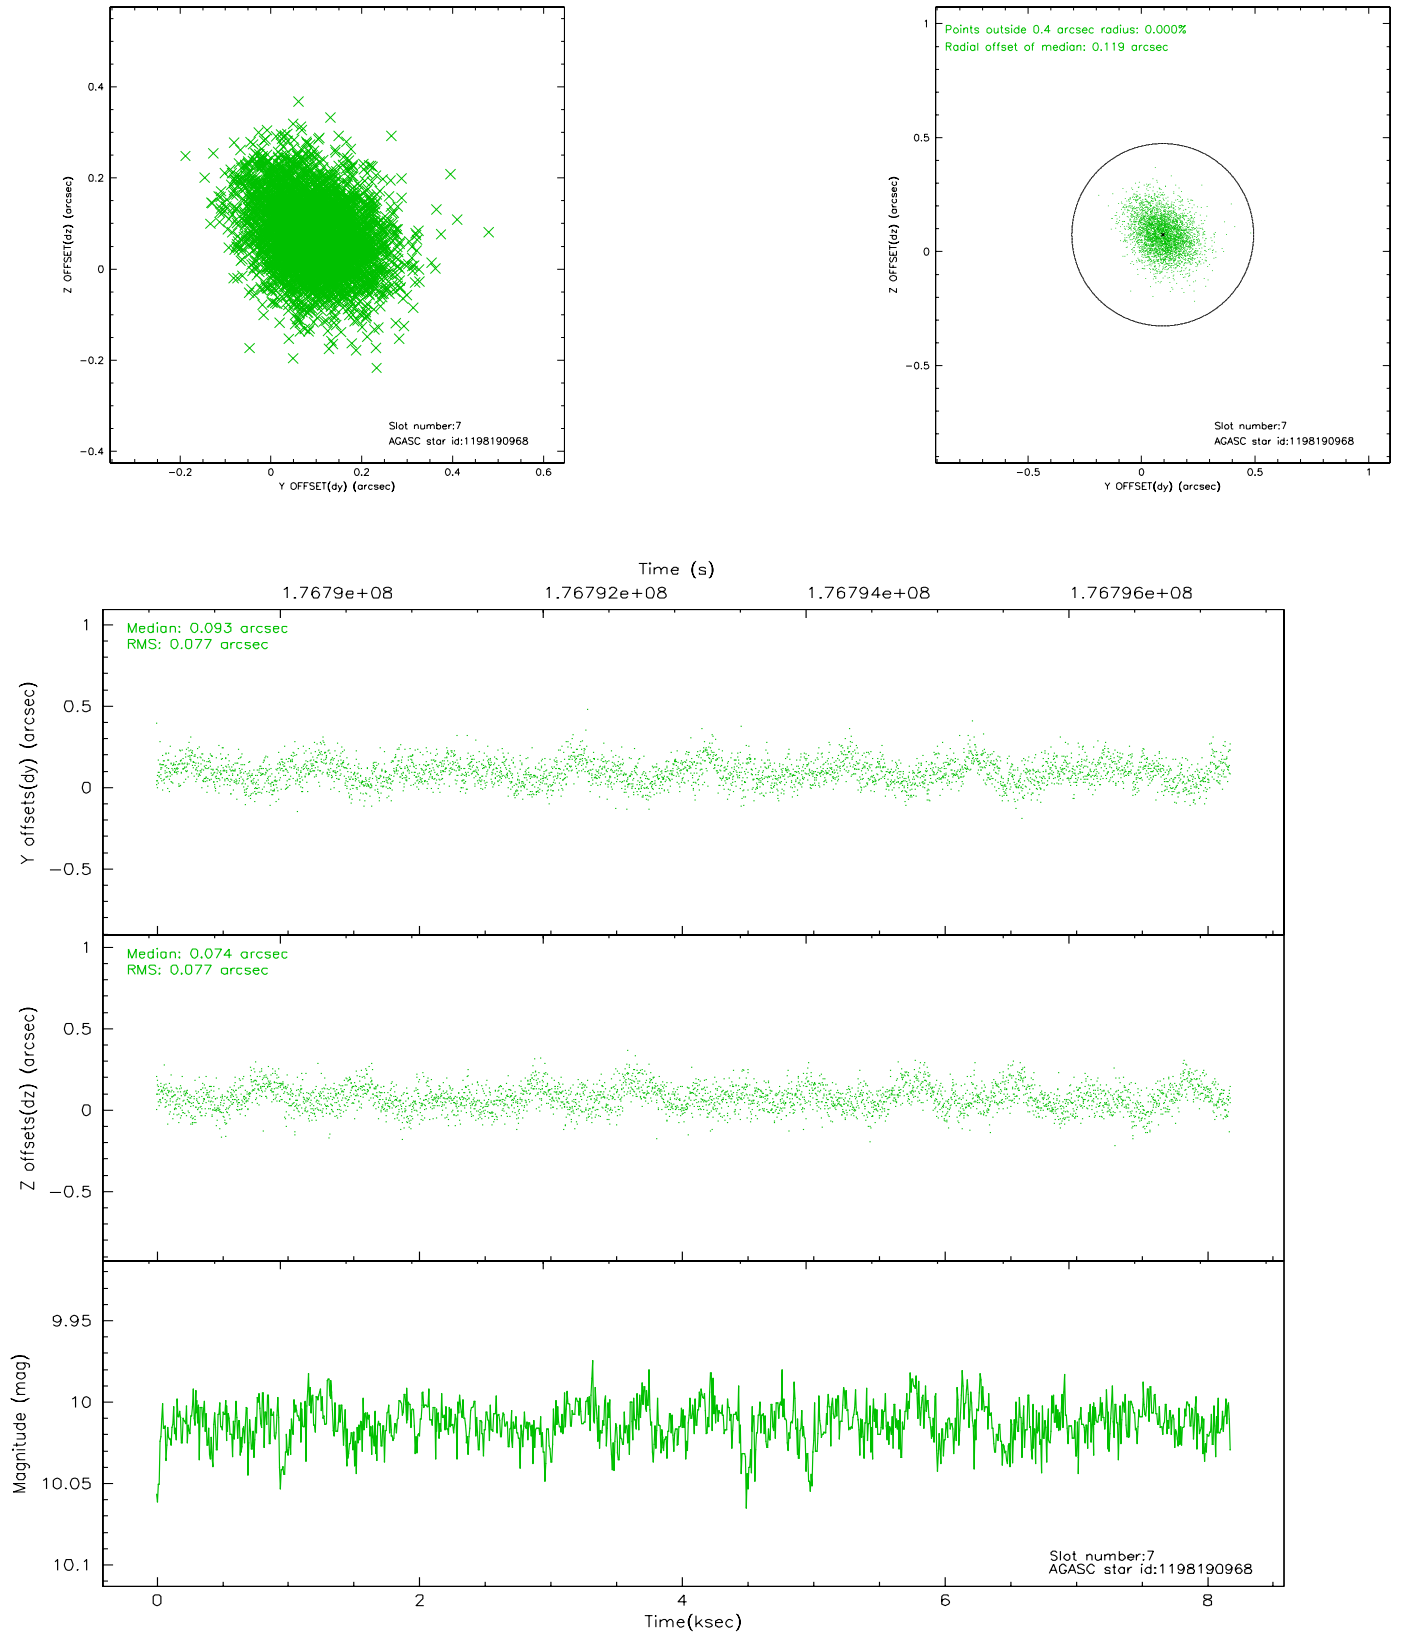 0.4
0.2
0
−0.2
−0.4
Z OFFSET(dz) (arcsec)
Slot number:7
AGASC star id:1198190968
−0.2 0 0.2 0.4 0.6
Y OFFSET(dy) (arcsec)
Points outside 0.4 arcsec radius: 0.000%
Radial offset of median: 0.119 arcsec
1
0.5
0
−0.5
Z OFFSET(dz) (arcsec)
Slot number:7
AGASC star id:1198190968
−0.5 0 0.5 1
Y OFFSET(dy) (arcsec)
Time (s)
1.7679e+08 1.76792e+08 1.76794e+08 1.76796e+08
Median: 0.093 arcsec
RMS: 0.077 arcsec
1
0.5
0
−0.5
Y offsets(dy) (arcsec)
Median: 0.074 arcsec
RMS: 0.077 arcsec
1
0.5
0
−0.5
Z offsets(dz) (arcsec)
9.95
10
10.05
10.1
Magnitude (mag)
Slot number:7
AGASC star id:1198190968
0 2 4 6 8
Time(ksec)